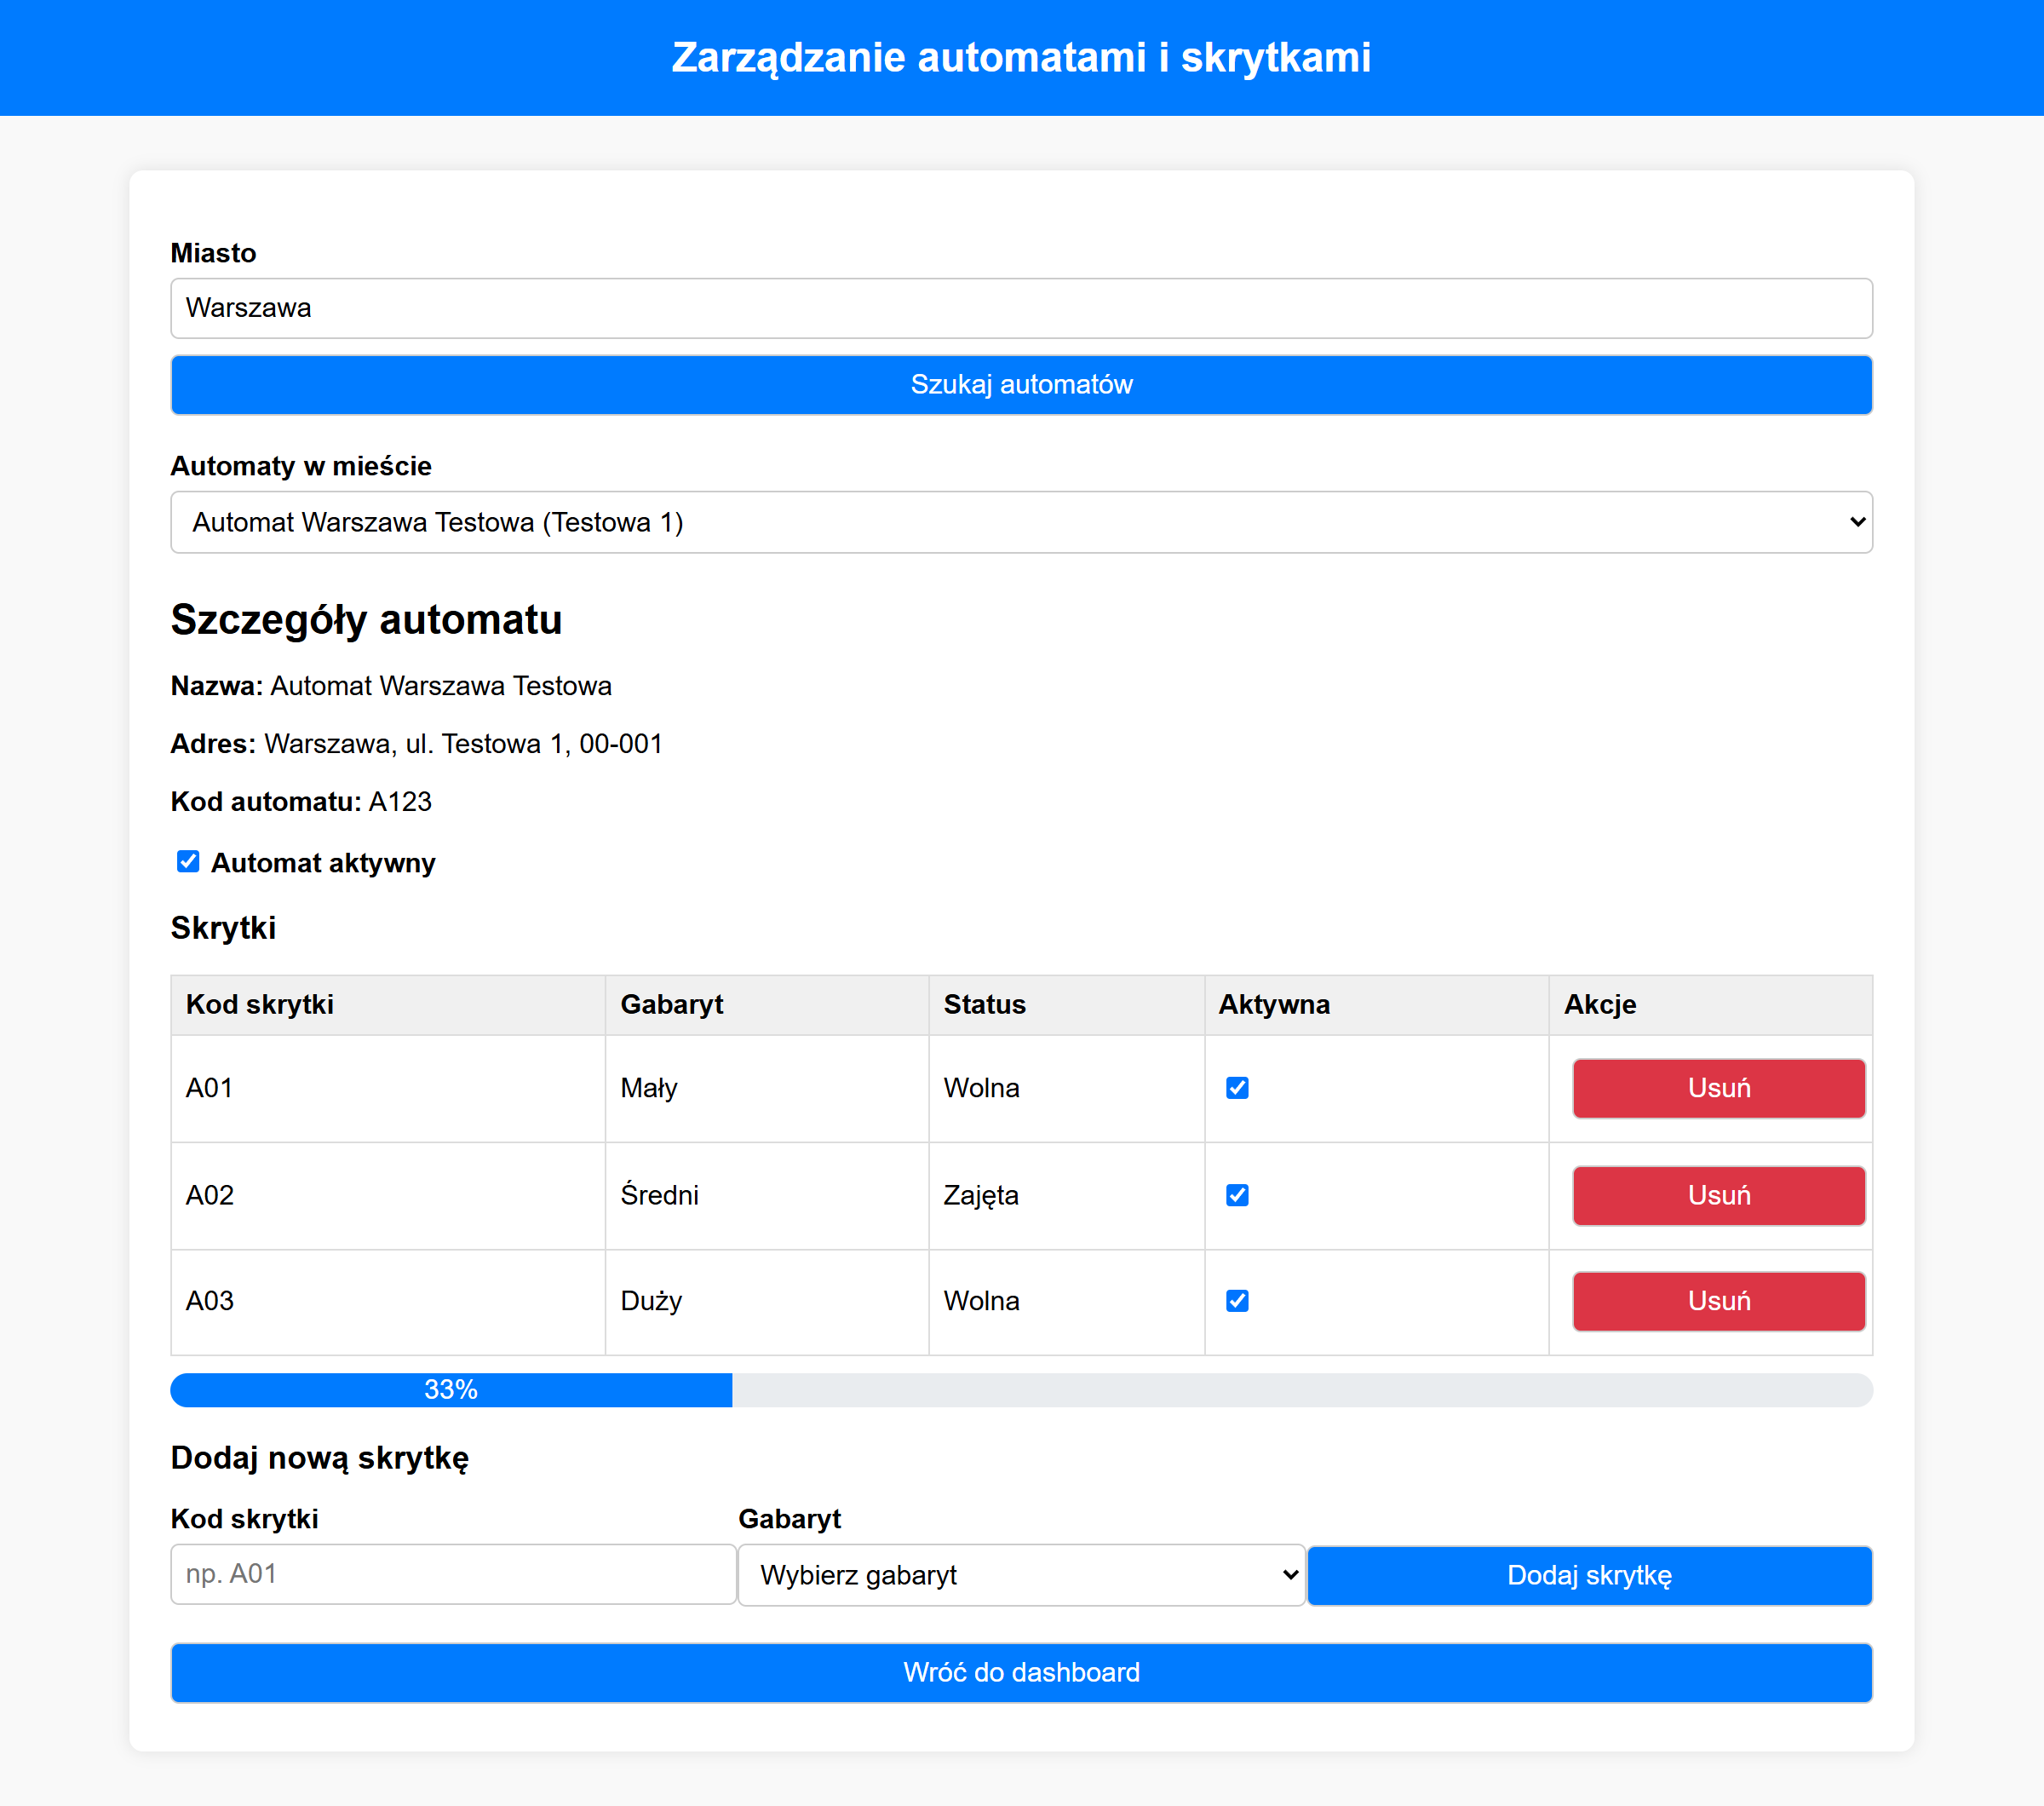 Zarządzanie automatami i skrytkami
Miasto
Warszawa
Szukaj automatów
Automaty w mieście
Automat Warszawa Testowa (Testowa 1)
Szczegóły automatu
Nazwa: Automat Warszawa Testowa
Adres: Warszawa, ul. Testowa 1, 00-001
Kod automatu: A123
Automat aktywny
Skrytki
Kod skrytki Gabaryt Status Aktywna Akcje
A01 Mały Wolna Usuń
A02 Średni Zajęta Usuń
A03 Duży Wolna Usuń
33%
Dodaj nową skrytkę
Kod skrytki Gabaryt
np. A01 Wybierz gabaryt Dodaj skrytkę
Wróć do dashboard